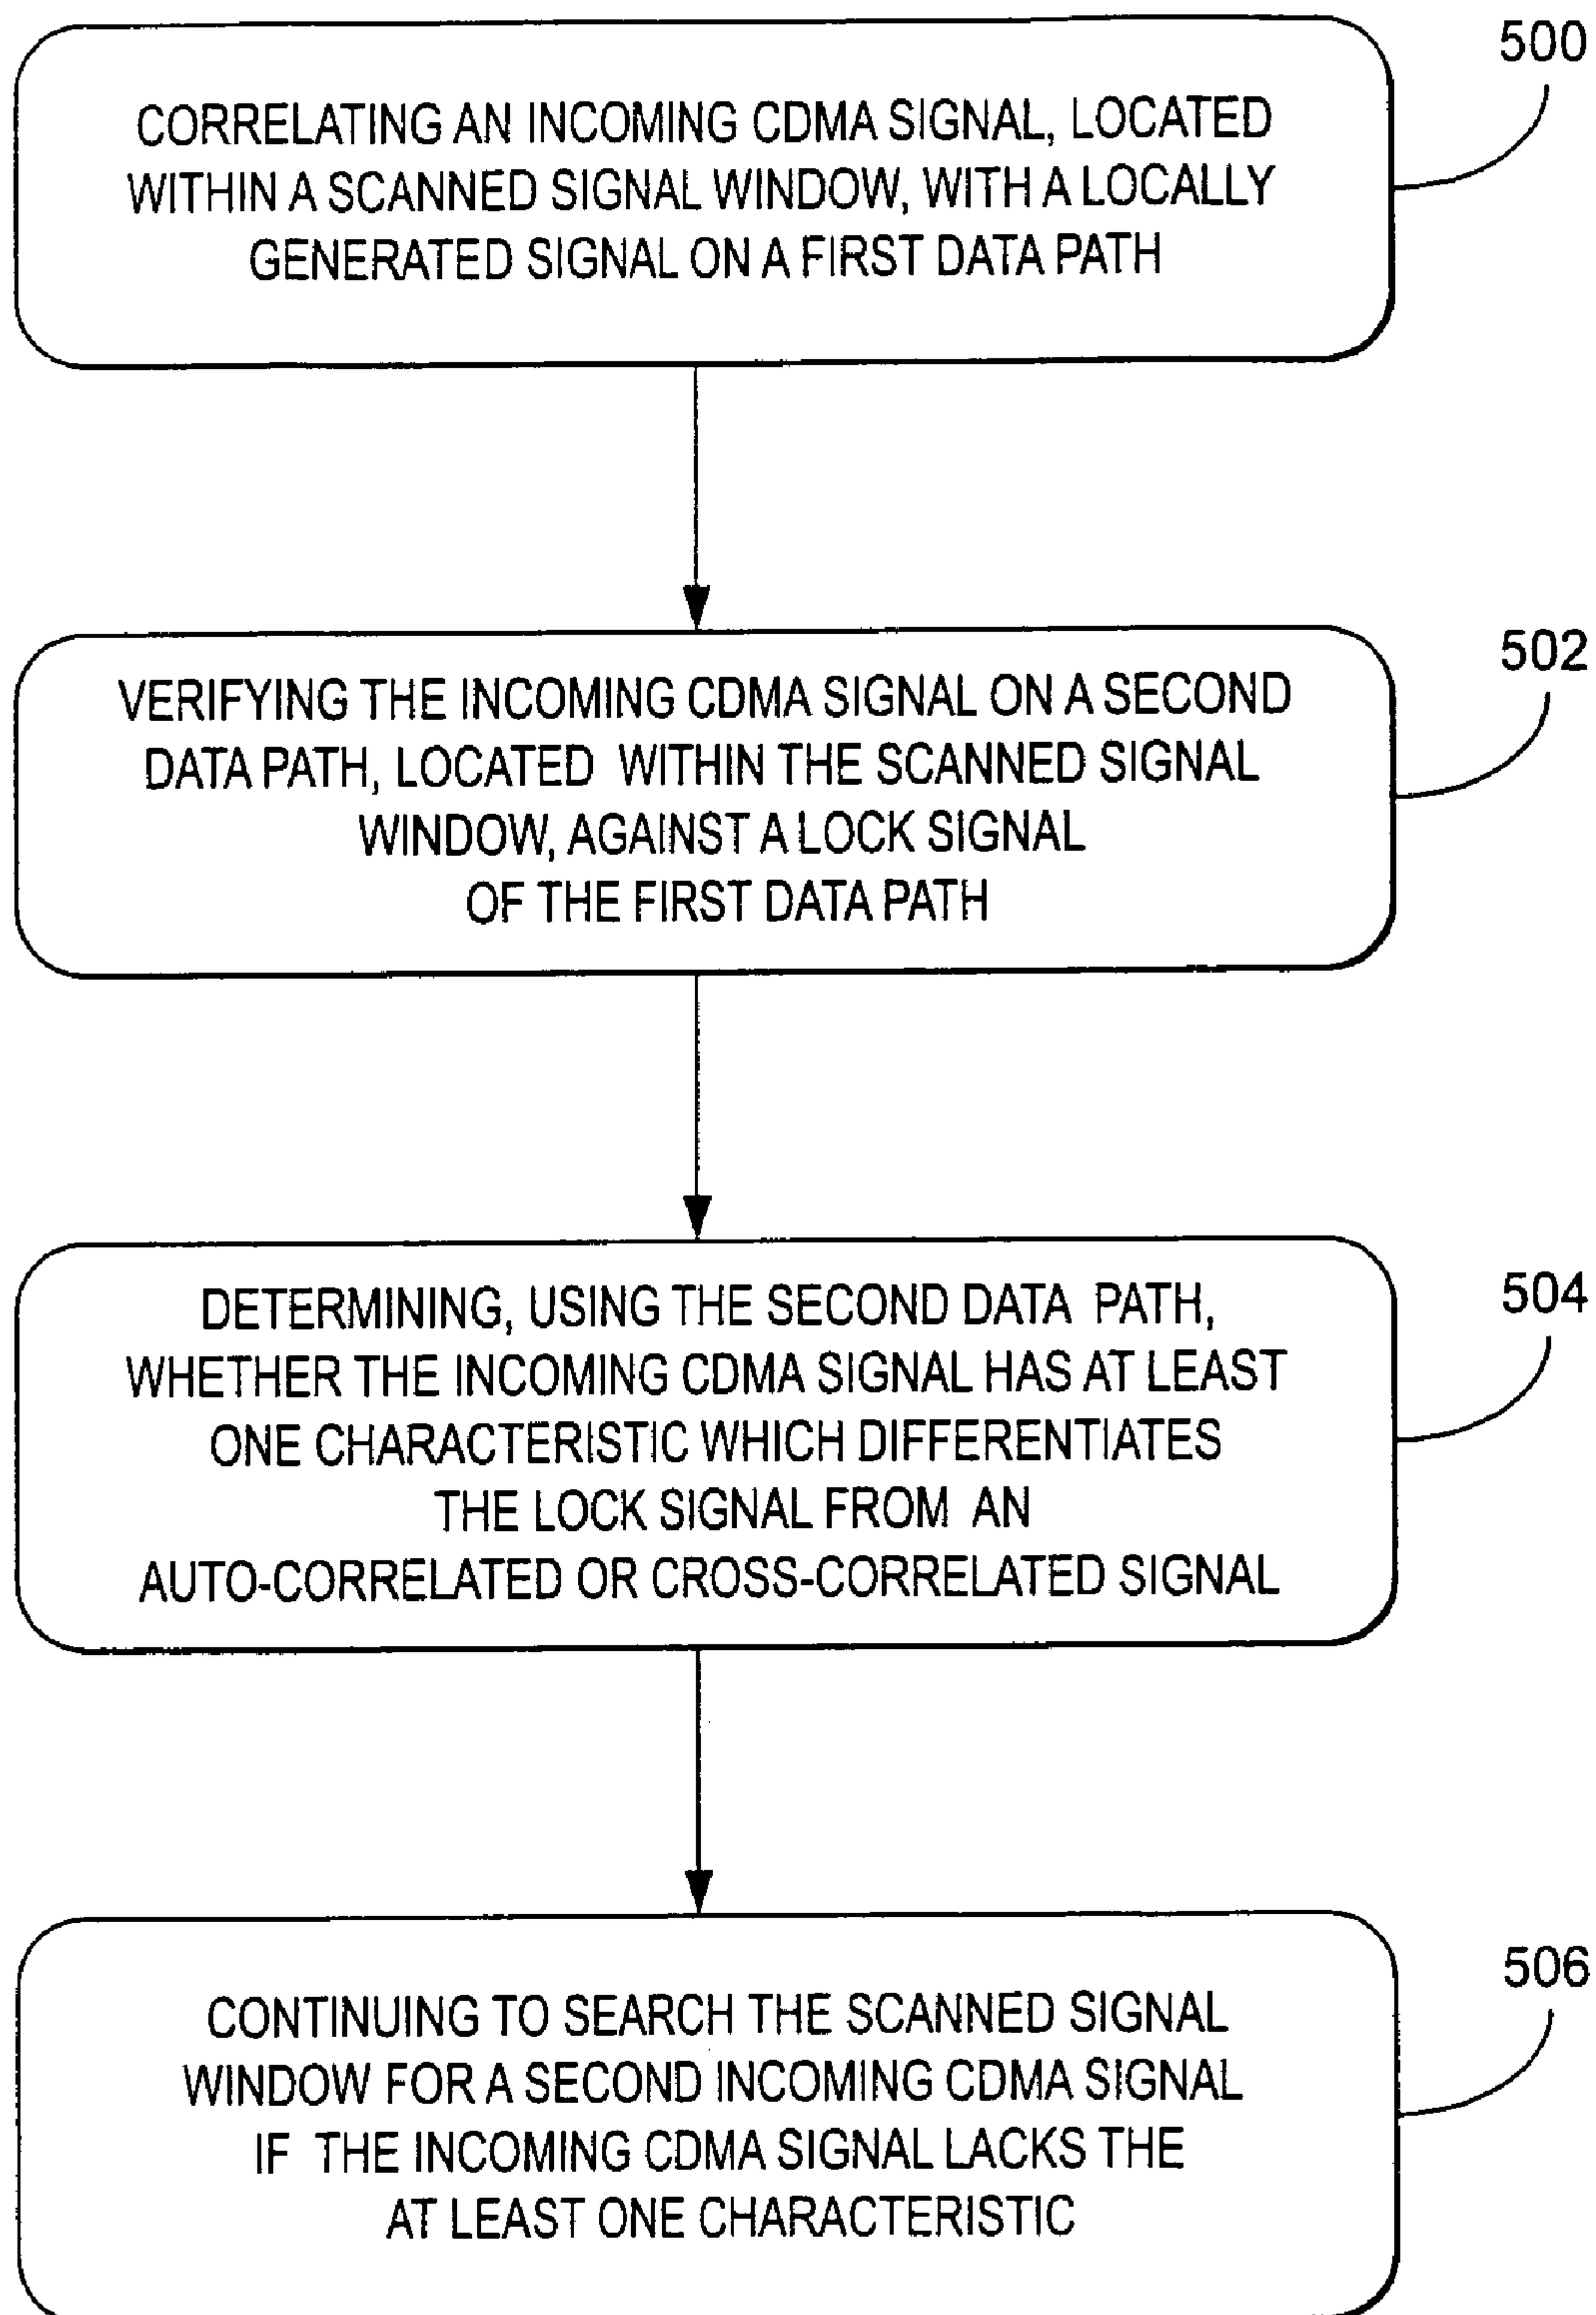 500
CORRELATING AN INCOMING CDMA SIGNAL, LOCATED
WITHIN A SCANNED SIGNAL WINDOW, WITH A LOCALLY
GENERATED SIGNAL ON A FIRST DATA PATH
502
VERIFYING THE INCOMING CDMA SIGNAL ON A SECOND
DATA PATH, LOCATED WITHIN THE SCANNED SIGNAL
WINDOW, AGAINST A LOCK SIGNAL
OF THE FIRST DATA PATH
504
DETERMINING, USING THE SECOND DATA PATH,
WHETHER THE INCOMING CDMA SIGNAL HAS AT LEAST
ONE CHARACTERISTIC WHICH DIFFERENTIATES
THE LOCK SIGNAL FROM AN
AUTO-CORRELATED OR CROSS-CORRELATED SIGNAL
506
CONTINUING TO SEARCH THE SCANNED SIGNAL
WINDOW FOR A SECOND INCOMING CDMA SIGNAL
IF THE INCOMING CDMA SIGNAL LACKS THE
AT LEAST ONE CHARACTERISTIC